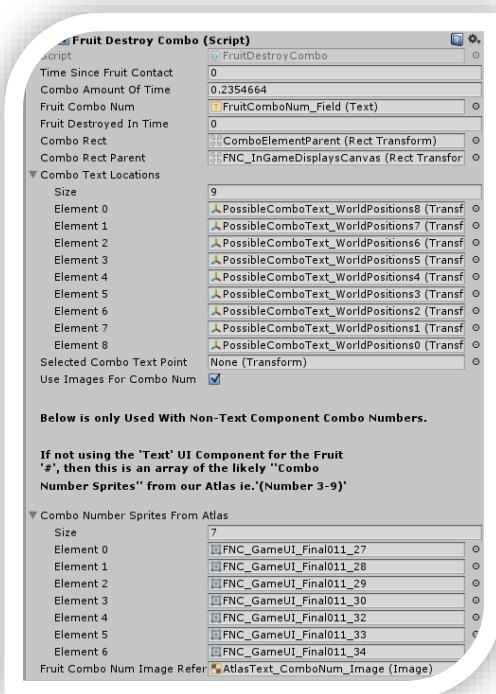 Fruit Destroy Combo (Script)
Script FruitDestroyCombo
Time Since Fruit Contact 0
Combo Amount Of Time 0.2354664
Fruit Combo Num FruitComboNum_Field (Text)
Fruit Destroyed In Time 0
Combo Rect ComboElementParent (Rect Transform)
Combo Rect Parent FNC_InGameDisplaysCanvas (Rect Transfor
Combo Text Locations
Size 9
Element 0 PossibleComboText_WorldPositions8 (Transf
Element 1 PossibleComboText_WorldPositions7 (Transf
Element 2 PossibleComboText_WorldPositions6 (Transf
Element 3 PossibleComboText_WorldPositions5 (Transf
Element 4 PossibleComboText_WorldPositions4 (Transf
Element 5 PossibleComboText_WorldPositions3 (Transf
Element 6 PossibleComboText_WorldPositions2 (Transf
Element 7 PossibleComboText_WorldPositions1 (Transf
Element 8 PossibleComboText_WorldPositions0 (Transf
Selected Combo Text Point None (Transform)
Use Images For Combo Num
Below is only Used With Non-Text Component Combo Numbers.
If not using the 'Text' UI Component for the Fruit
'#', then this is an array of the likely ''Combo
Number Sprites'' from our Atlas ie.'(Number 3-9)'
Combo Number Sprites From Atlas
Size 7
Element 0 FNC_GameUI_Final011_27
Element 1 FNC_GameUI_Final011_28
Element 2 FNC_GameUI_Final011_29
Element 3 FNC_GameUI_Final011_30
Element 4 FNC_GameUI_Final011_32
Element 5 FNC_GameUI_Final011_33
Element 6 FNC_GameUI_Final011_34
Fruit Combo Num Image Refer AtlasText_ComboNum_Image (Image)